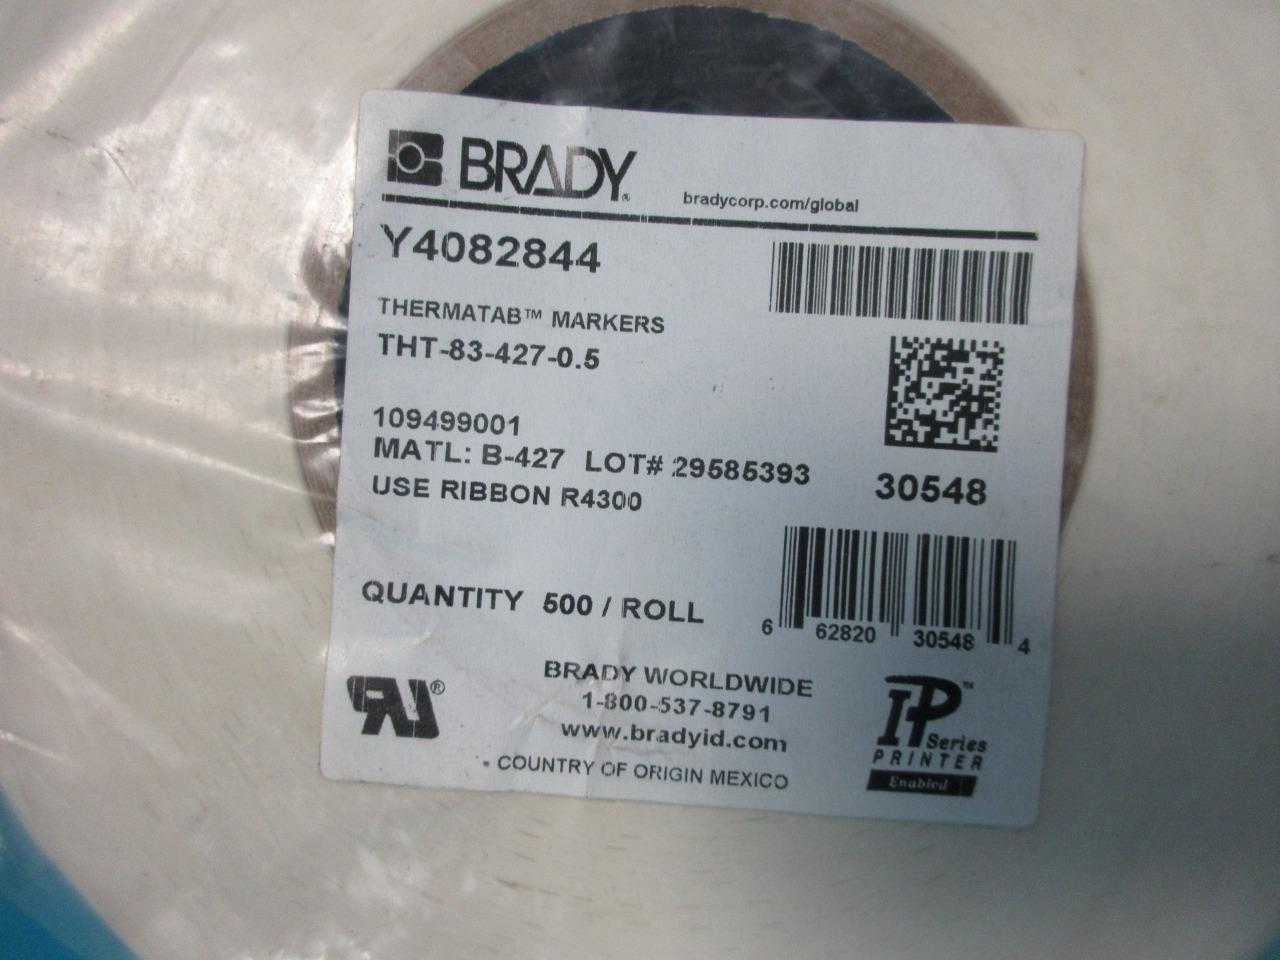 BRADY®
bradycorp.com/global
Y4082844
THERMATAB™ MARKERS
THT-83-427-0.5
109499001
MATL: B-427 LOT# 29585393
USE RIBBON R4300
30548
QUANTITY 500 / ROLL
6 62820 30548 4
BRADY WORLDWIDE
1-800-537-8791
www.bradyid.com
COUNTRY OF ORIGIN MEXICO
RU®
IP™
Series
PRINTER
Enabled